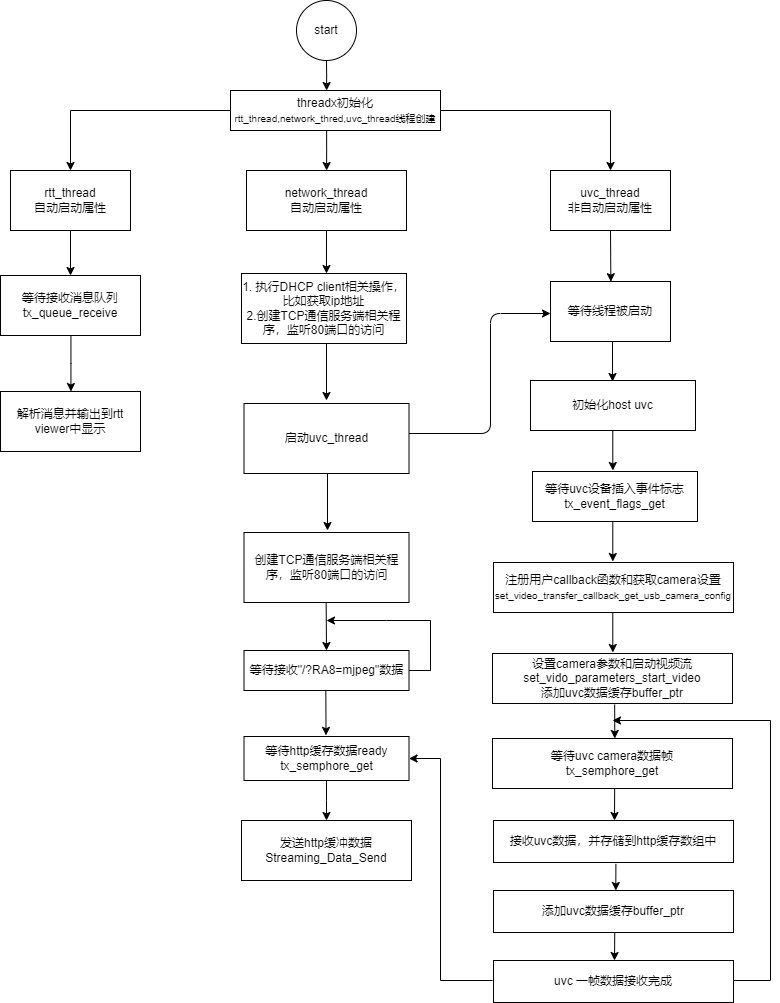 start
threadx初始化
rtt_thread,network_thred,uvc_thread线程创建
rtt_thread
自动启动属性
network_thread
自动启动属性
uvc_thread
非自动启动属性
等待接收消息队列
tx_queue_receive
1. 执行DHCP client相关操作，
比如获取ip地址
2.创建TCP通信服务端相关程
序，监听80端口的访问
等待线程被启动
解析消息并输出到rtt
viewer中显示
启动uvc_thread
初始化host uvc
等待uvc设备插入事件标志
tx_event_flags_get
创建TCP通信服务端相关程
序，监听80端口的访问
注册用户callback函数和获取camera设置
set_video_transfer_callback_get_usb_camera_config
等待接收"/?RA8=mjpeg"数据
设置camera参数和启动视频流
set_vido_parameters_start_video
添加uvc数据缓存buffer_ptr
等待http缓存数据ready
tx_semphore_get
等待uvc camera数据帧
tx_semphore_get
发送http缓冲数据
Streaming_Data_Send
接收uvc数据，并存储到http缓存数组中
添加uvc数据缓存buffer_ptr
uvc 一帧数据接收完成